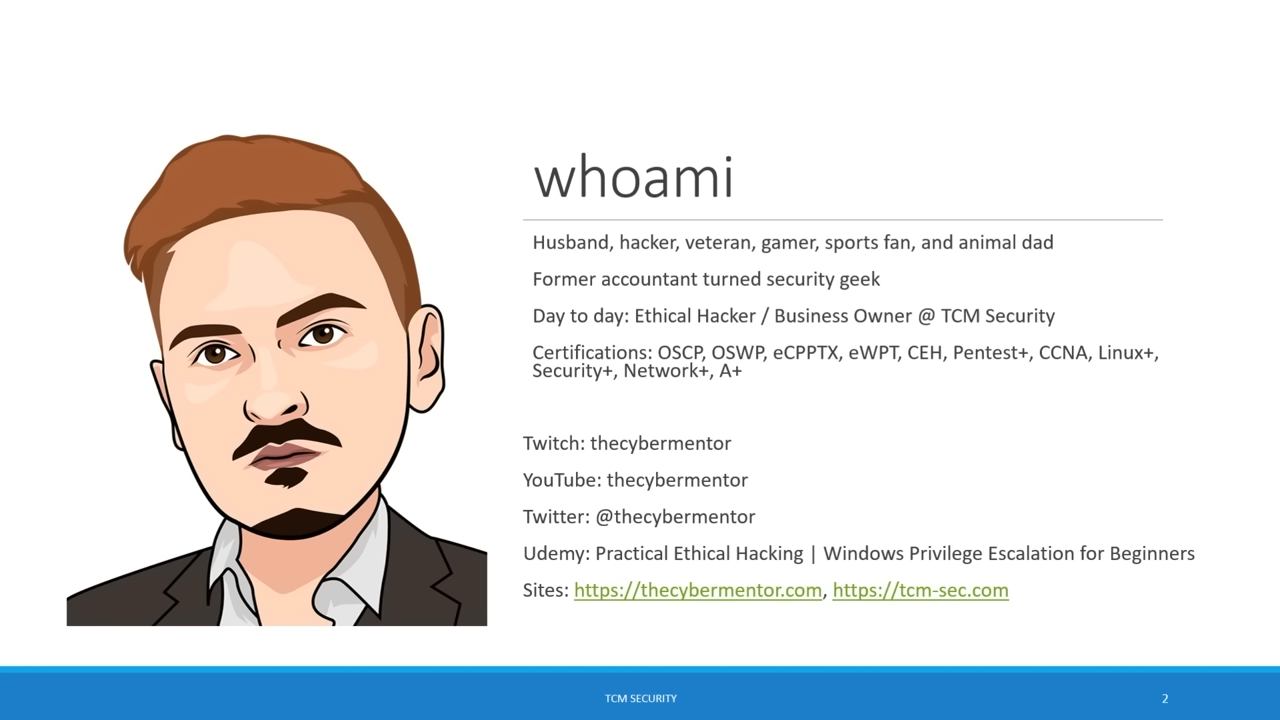 whoami
Husband, hacker, veteran, gamer, sports fan, and animal dad
Former accountant turned security geek
Day to day: Ethical Hacker / Business Owner @ TCM Security
Certifications: OSCP, OSWP, eCPPTX, eWPT, CEH, Pentest+, CCNA, Linux+,
Security+, Network+, A+
Twitch: thecybermentor
YouTube: thecybermentor
Twitter: @thecybermentor
Udemy: Practical Ethical Hacking | Windows Privilege Escalation for Beginners
Sites: https://thecybermentor.com, https://tcm-sec.com
TCM SECURITY
2